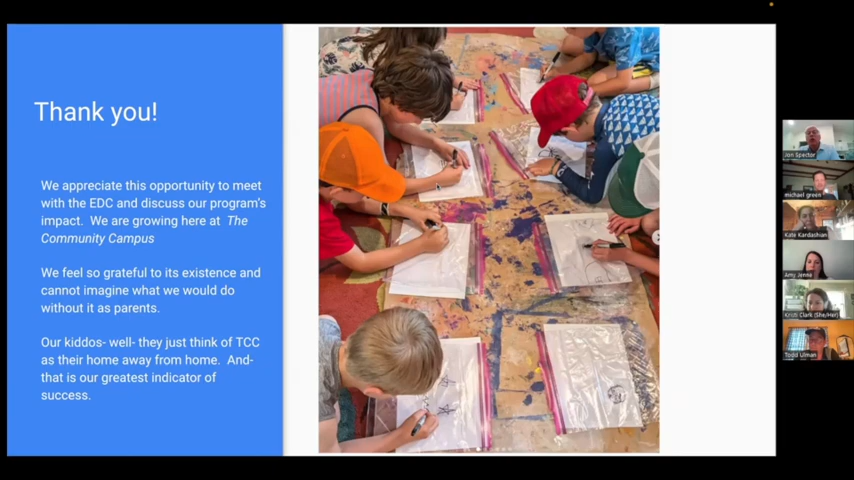 Thank you!
We appreciate this opportunity to meet
with the EDC and discuss our program's
impact. We are growing here at The
Community Campus
We feel so grateful to its existence and
cannot imagine what we would do
without it as parents.
Our kiddos- well- they just think of TCC
as their home away from home. And-
that is our greatest indicator of
success.
Jon Spector
michael green
Kate Kardashian
Amy Janna
Kristi Clark (She/Her)
Todd Ulman